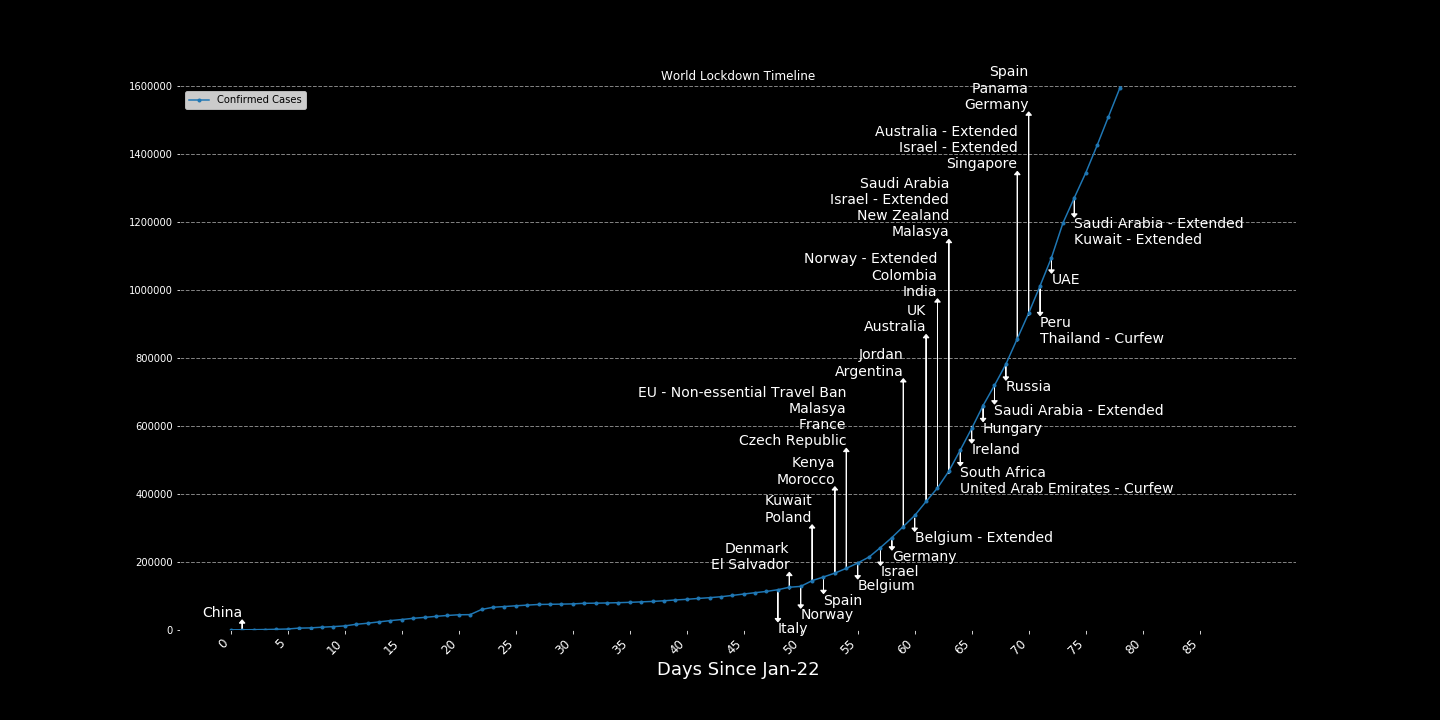 World Lockdown Timeline
Confirmed Cases
1600000
1400000
1200000
1000000
800000
600000
400000
200000
0
Spain
Panama
Germany
Australia - Extended
Israel - Extended
Singapore
Saudi Arabia
Israel - Extended
New Zealand
Malasya
Norway - Extended
Colombia
India
UK
Australia
Jordan
Argentina
EU - Non-essential Travel Ban
Malasya
France
Czech Republic
Kenya
Morocco
Kuwait
Poland
Denmark
El Salvador
China
Saudi Arabia - Extended
Kuwait - Extended
UAE
Peru
Thailand - Curfew
Russia
Saudi Arabia - Extended
Hungary
Ireland
South Africa
United Arab Emirates - Curfew
Belgium - Extended
Germany
Israel
Belgium
Spain
Norway
Italy
0
5
10
15
20
25
30
35
40
45
50
55
60
65
70
75
80
85
Days Since Jan-22